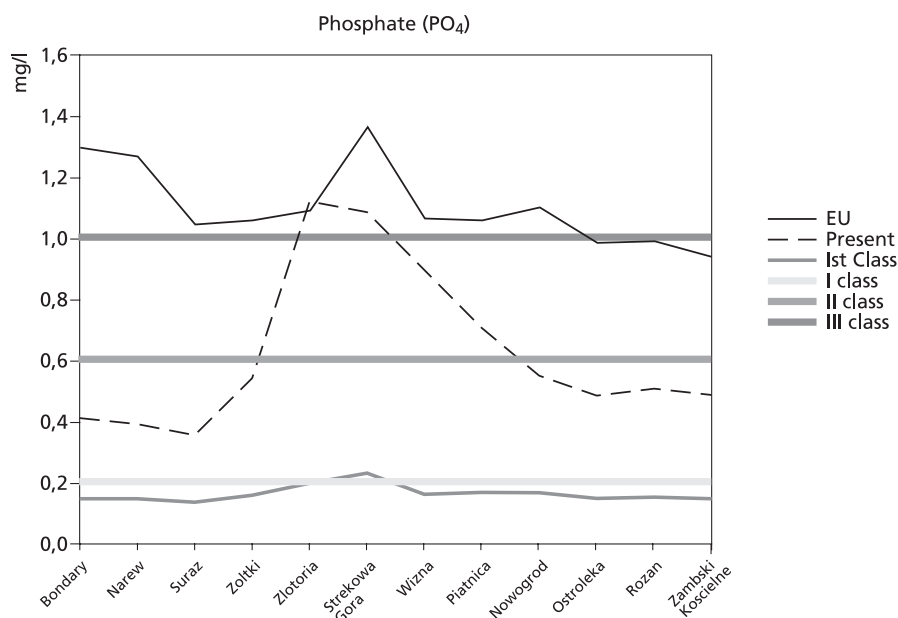 Phosphate (PO4)
mg/l
1,6
1,4
1,2
1,0
0,8
0,6
0,4
0,2
0,0
Bondary
Narew
Suraz
Zoltki
Zlotoria
Strekowa
Gora
Wizna
Piatnica
Nowogrod
Ostroleka
Rozan
Zambski
Koscielne
EU
Present
Ist Class
I class
II class
III class